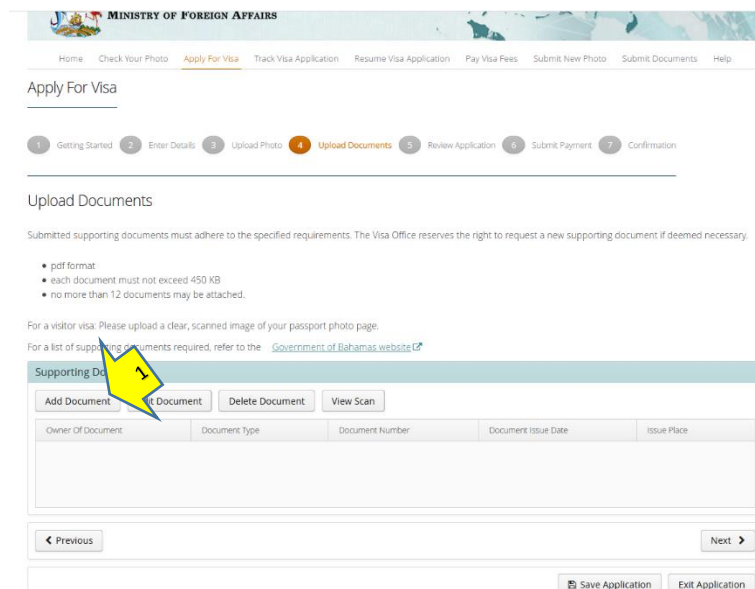 MINISTRY OF FOREIGN AFFAIRS
Home Check Your Photo Apply For Visa Track Visa Application Resume Visa Application Pay Visa Fees Submit New Photo Submit Documents Help
Apply For Visa
1 Getting Started 2 Enter Details 3 Upload Photo 4 Upload Documents 5 Review Application 6 Submit Payment 7 Confirmation
Upload Documents
Submitted supporting documents must adhere to the specified requirements. The Visa Office reserves the right to request a new supporting document if deemed necessary.
• pdf format
• each document must not exceed 450 KB
• no more than 12 documents may be attached.
For a visitor visa: Please upload a clear, scanned image of your passport photo page.
For a list of supporting documents required, refer to the Government of Bahamas website
Supporting Do
1
Add Document it Document Delete Document View Scan
Owner Of Document Document Type Document Number Document Issue Date Issue Place
Previous Next
Save Application Exit Application